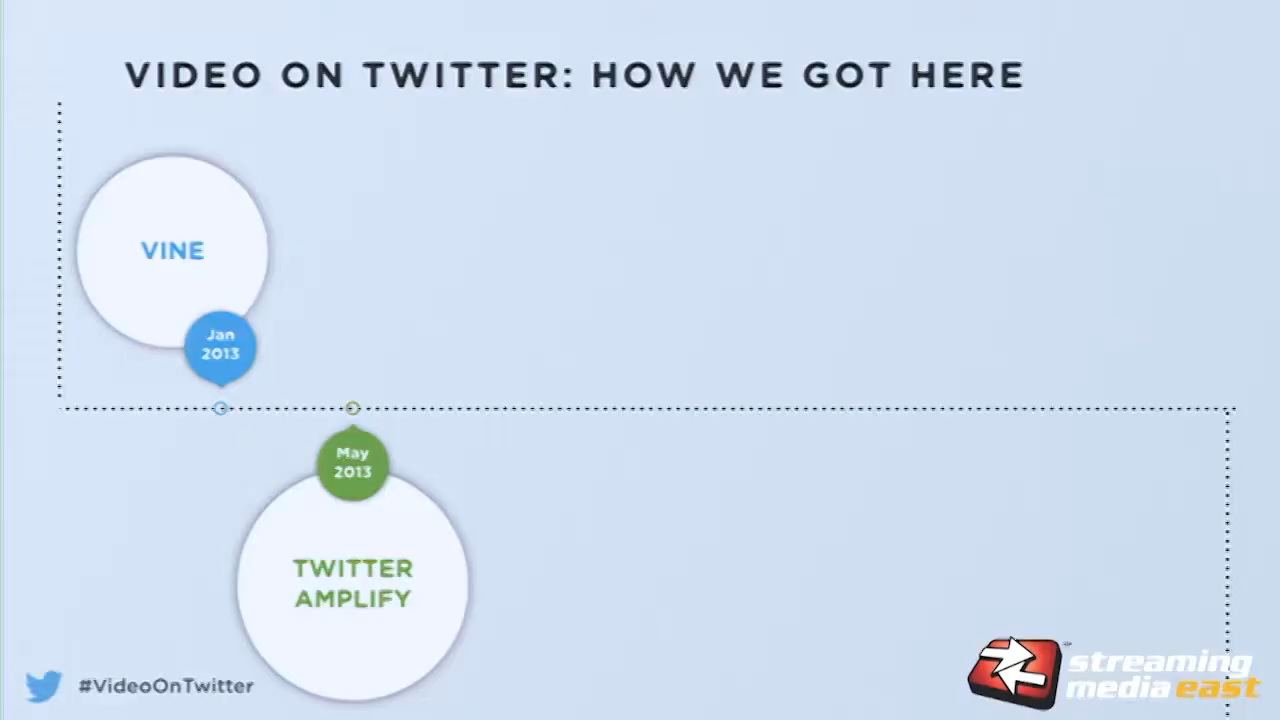 VIDEO ON TWITTER: HOW WE GOT HERE
VINE
Jan
2013
May
2013
TWITTER
AMPLIFY
#VideoOnTwitter
streaming
media east